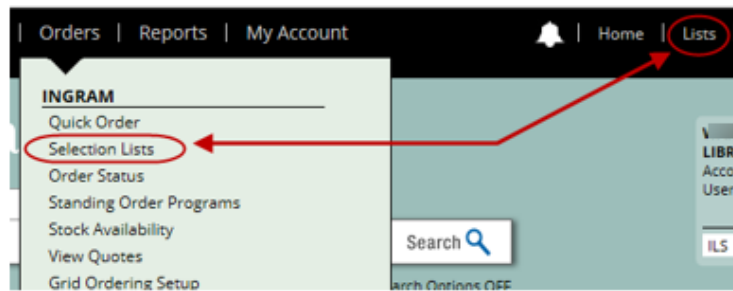 Orders | Reports | My Account | Home | Lists
INGRAM
Quick Order
Selection Lists
Order Status
Standing Order Programs
Stock Availability
View Quotes
Grid Ordering Setup
LIBR
Acco
User
Search
ILS
arch Options OFF